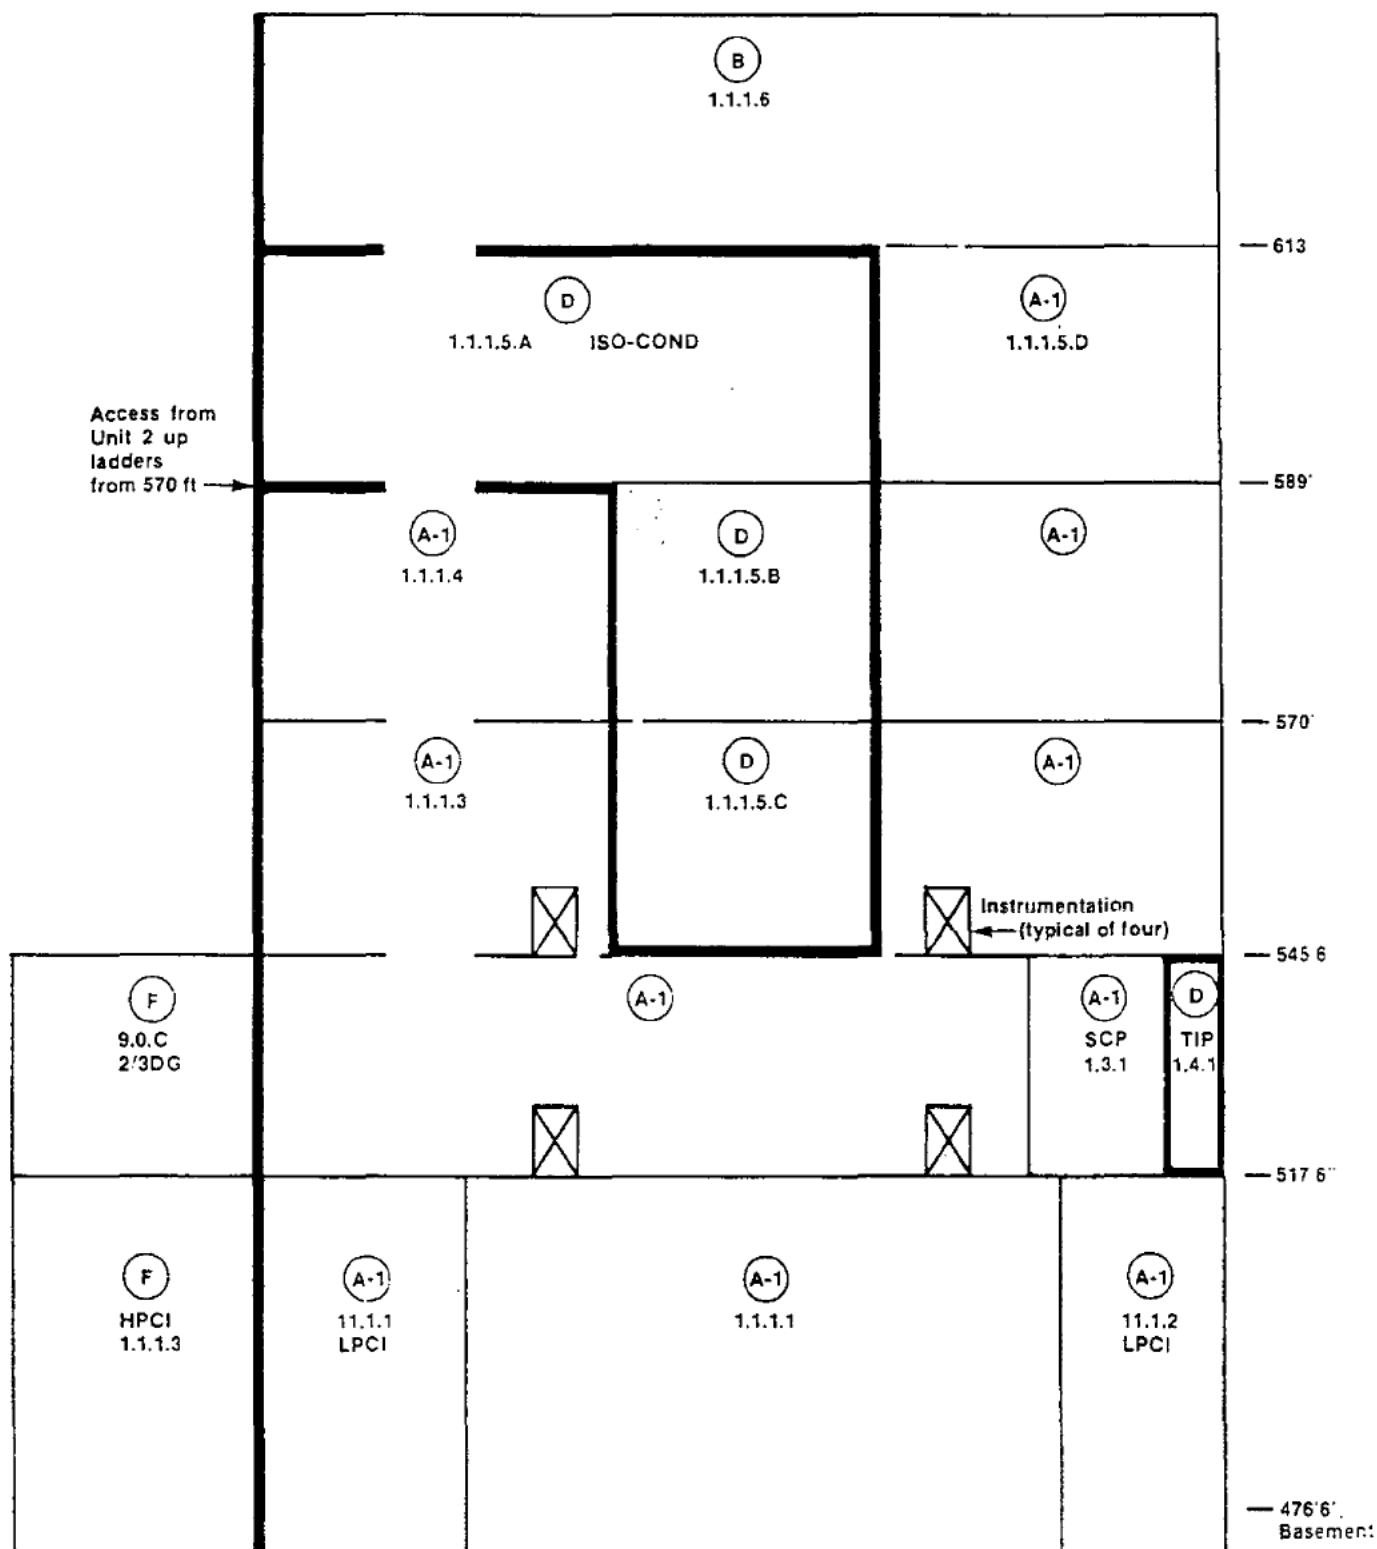 B
1.1.1.6
613
D
1.1.1.5.A ISO-COND
A-1
1.1.1.5.D
Access from
Unit 2 up
ladders
from 570 ft
589'
A-1
1.1.1.4
D
1.1.1.5.B
A-1
570'
A-1
1.1.1.3
D
1.1.1.5.C
A-1
Instrumentation
(typical of four)
545 6
F
9.0.C
2/3DG
A-1
A-1
SCP
1.3.1
D
TIP
1.4.1
517 6"
F
HPCI
1.1.1.3
A-1
11.1.1
LPCI
A-1
1.1.1.1
A-1
11.1.2
LPCI
476'6'.
Basement